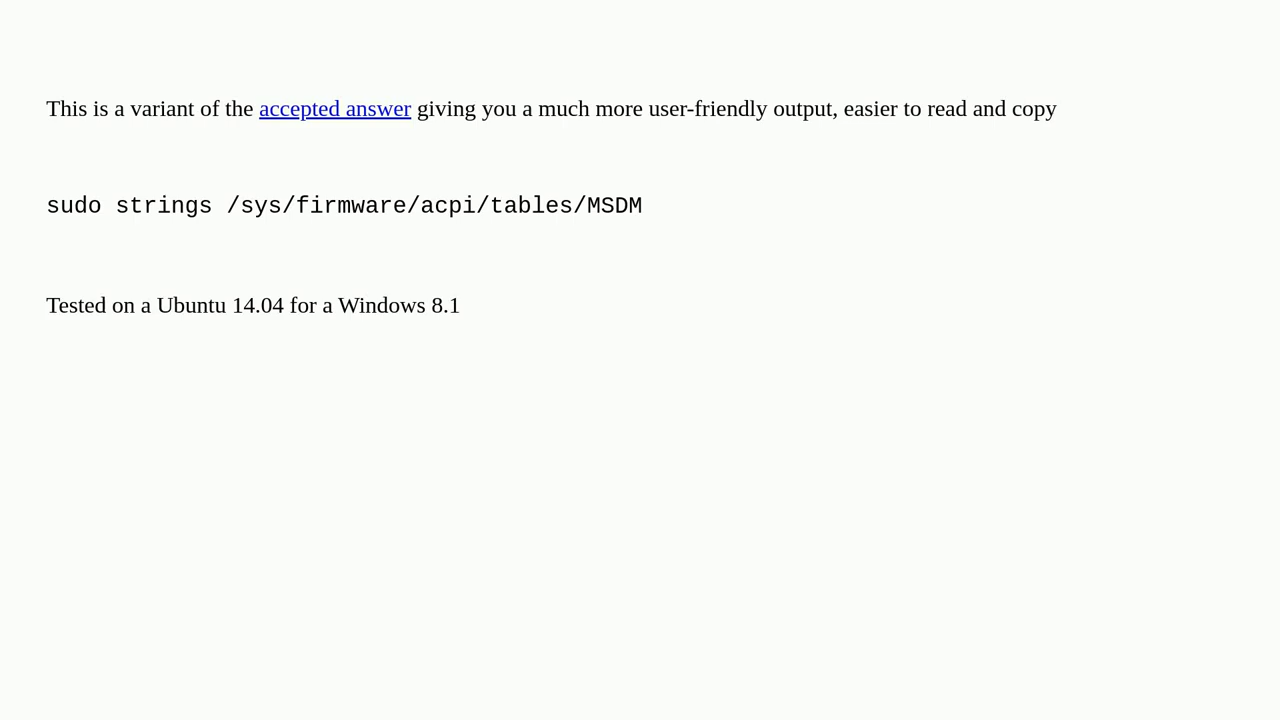 This is a variant of the accepted answer giving you a much more user-friendly output, easier to read and copy
sudo strings /sys/firmware/acpi/tables/MSDM
Tested on a Ubuntu 14.04 for a Windows 8.1